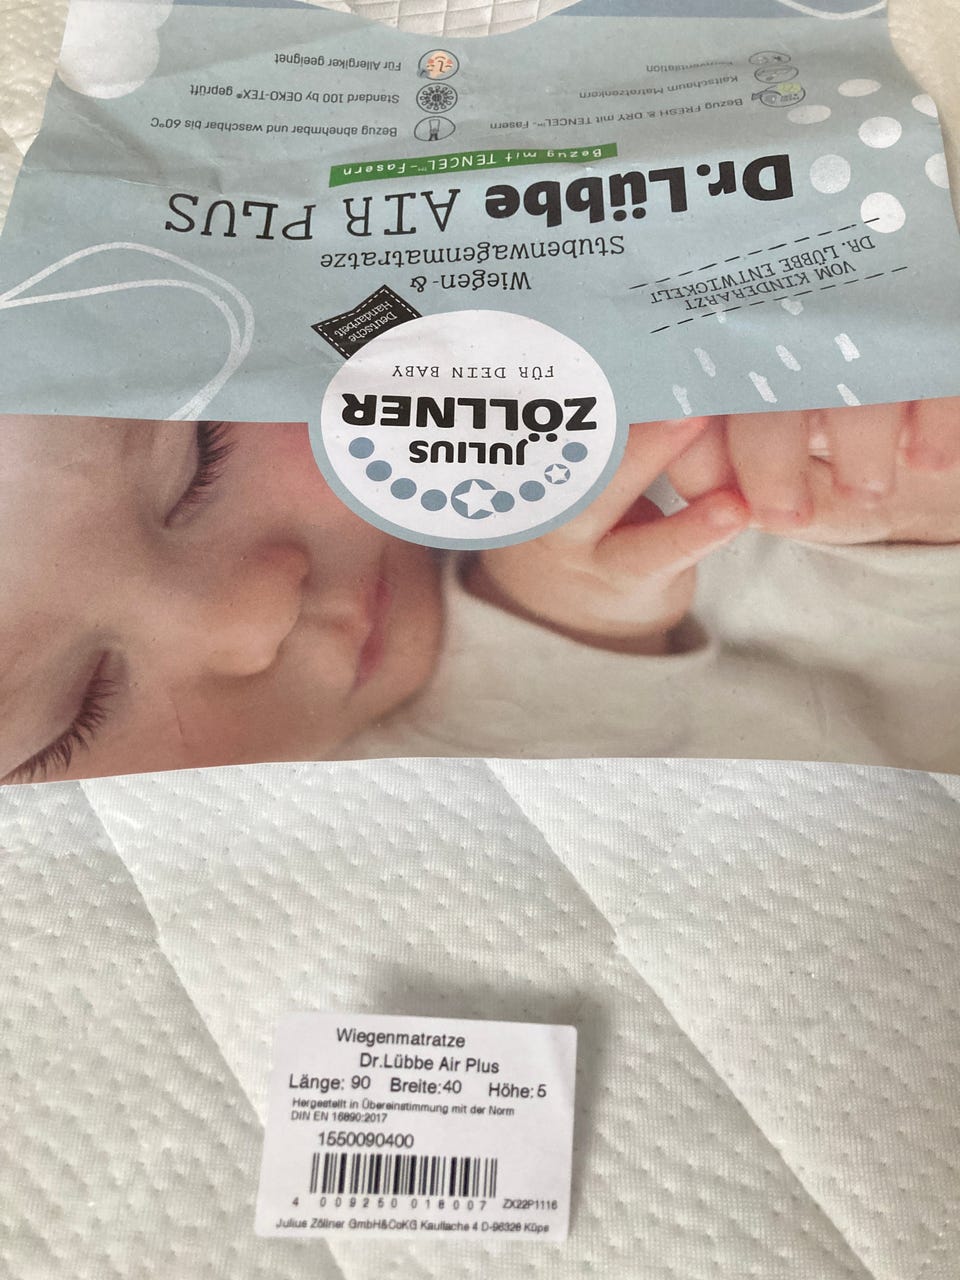 JULIUS
ZÖLLNER
FÜR DEIN BABY
Deutsche
Handarbeit
VOM KINDERARZT
DR. LÜBBE ENTWICKELT
Wiegen- &
Stubenwagenmatratze
Dr.Lübbe AIR PLUS
Bezug mit TENCEL™-Fasern
Bezug FRESH & DRY mit TENCEL™-Fasern
Kaltschaum Matratzenkern
Bezug abnehmbar und waschbar bis 60°C
Standard 100 by OEKO-TEX® geprüft
Für Allergiker geeignet
Wiegenmatratze
Dr.Lübbe Air Plus
Länge: 90 Breite:40 Höhe:5
Hergestellt in Übereinstimmung mit der Norm
DIN EN 16890:2017
1550090400
4 009250 018007 ZX22P1116
Julius Zöllner GmbH&CoKG Kauflache 4 D-96328 Küps